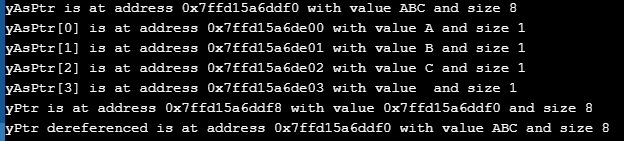 yAsPtr is at address 0x7ffd15a6ddf0 with value ABC and size 8
yAsPtr[0] is at address 0x7ffd15a6de00 with value A and size 1
yAsPtr[1] is at address 0x7ffd15a6de01 with value B and size 1
yAsPtr[2] is at address 0x7ffd15a6de02 with value C and size 1
yAsPtr[3] is at address 0x7ffd15a6de03 with value  and size 1
yPtr is at address 0x7ffd15a6ddf8 with value 0x7ffd15a6ddf0 and size 8
yPtr dereferenced is at address 0x7ffd15a6ddf0 with value ABC and size 8